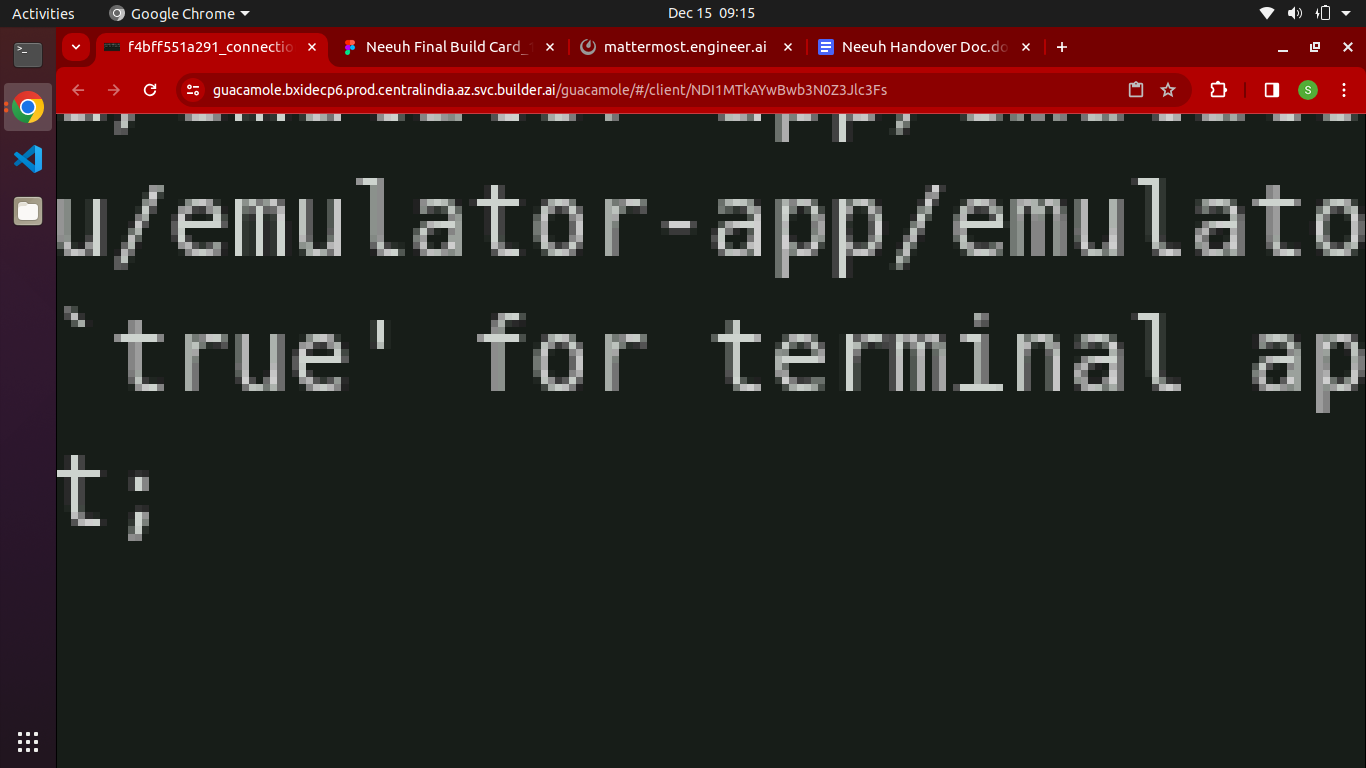 Activities
Google Chrome
Dec 15 09:15
f4bff551a291_connectio
Neeuh Final Build Card_
mattermost.engineer.ai
Neeuh Handover Doc.do
guacamole.bxidecp6.prod.centralindia.az.svc.builder.ai/guacamole/#/client/NDI1MTkAYwBwb3N0Z3Jlc3Fs
S
u/emulator-app/emulato
`true' for terminal ap
t;